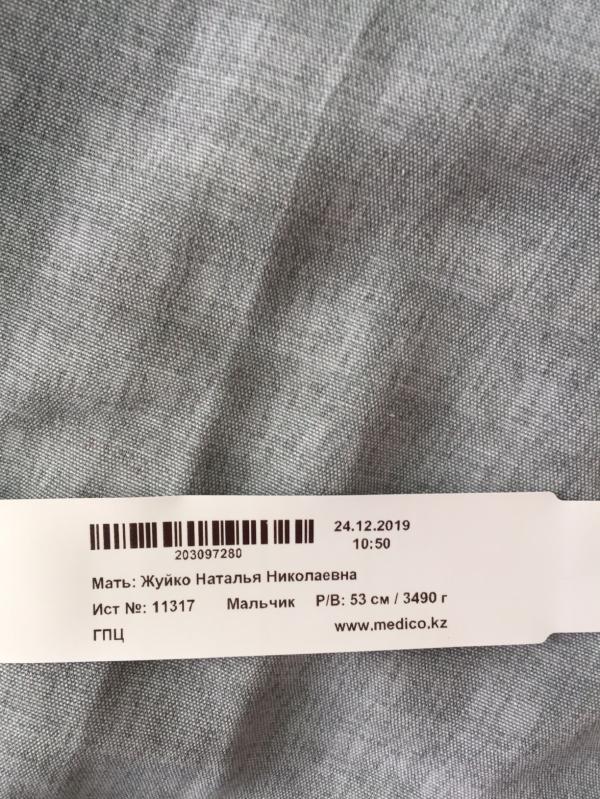 24.12.2019
203097280 10:50
Мать: Жуйко Наталья Николаевна
Ист №: 11317 Мальчик Р/В: 53 см / 3490 г
ГПЦ www.medico.kz